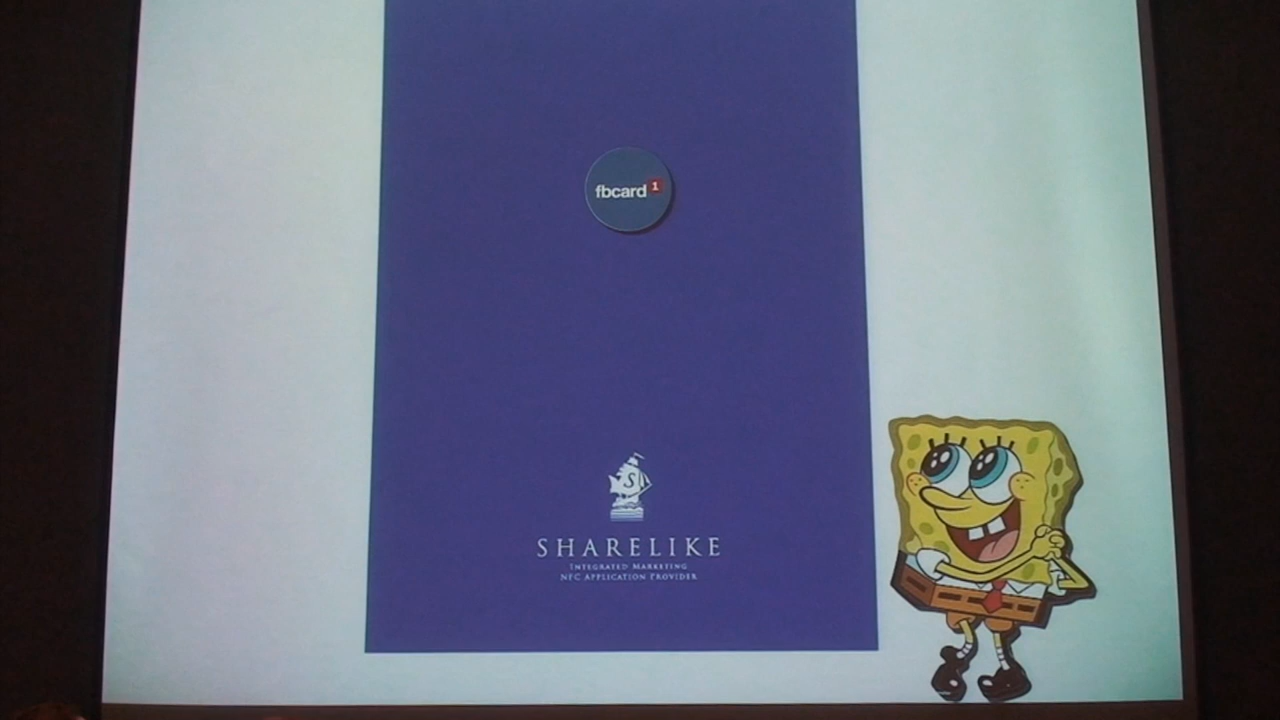 fbcard 1
S
SHARELIKE
INTEGRATED MARKETING
NFC APPLICATION PROVIDER